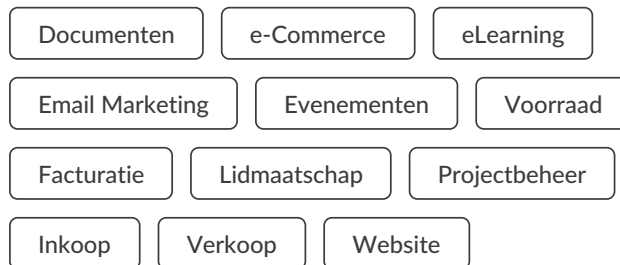 Documenten e-Commerce eLearning
Email Marketing Evenementen Voorraad
Facturatie Lidmaatschap Projectbeheer
Inkoop Verkoop Website